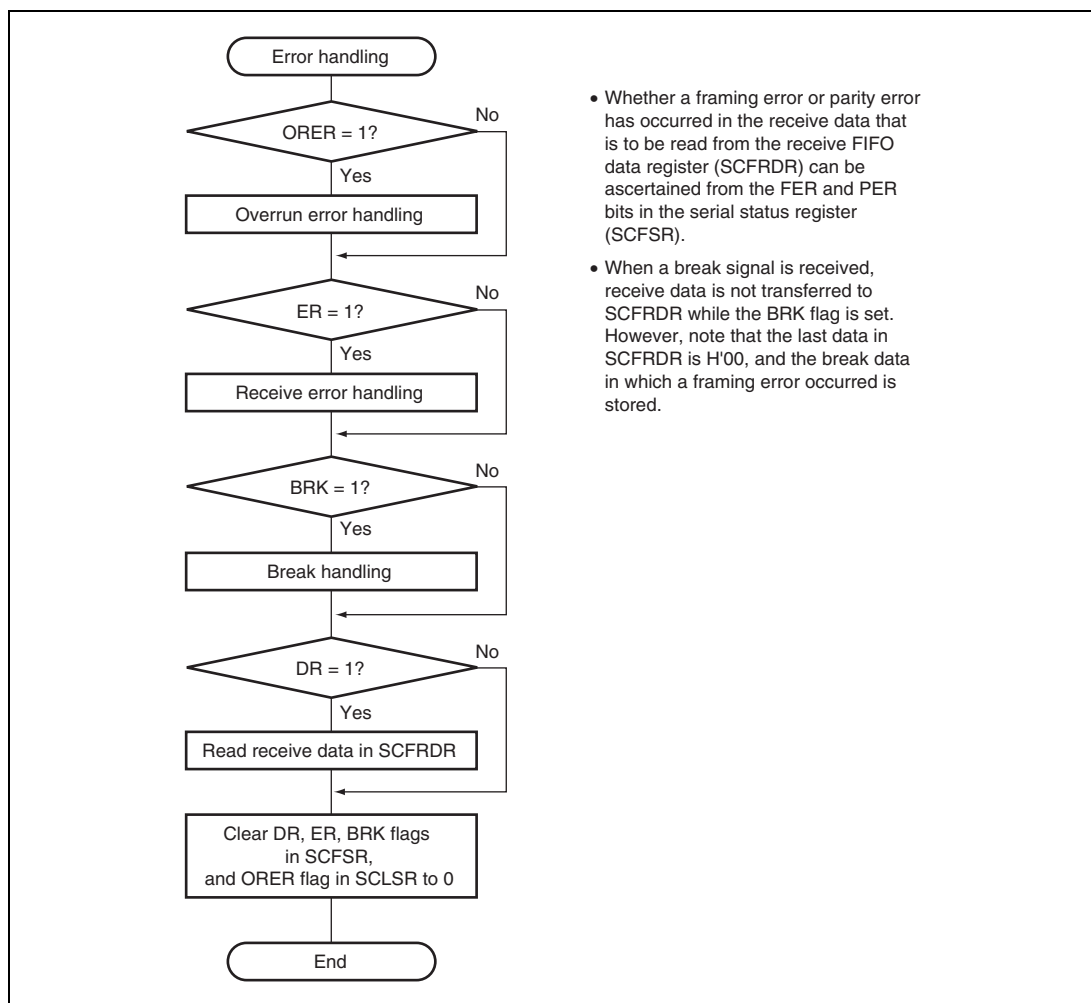 Error handling
ORER = 1?
No
Yes
Overrun error handling
ER = 1?
No
Yes
Receive error handling
BRK = 1?
No
Yes
Break handling
DR = 1?
No
Yes
Read receive data in SCFRDR
Clear DR, ER, BRK flags
in SCFSR,
and ORER flag in SCLSR to 0
End
• Whether a framing error or parity error
has occurred in the receive data that
is to be read from the receive FIFO
data register (SCFRDR) can be
ascertained from the FER and PER
bits in the serial status register
(SCFSR).
• When a break signal is received,
receive data is not transferred to
SCFRDR while the BRK flag is set.
However, note that the last data in
SCFRDR is H'00, and the break data
in which a framing error occurred is
stored.